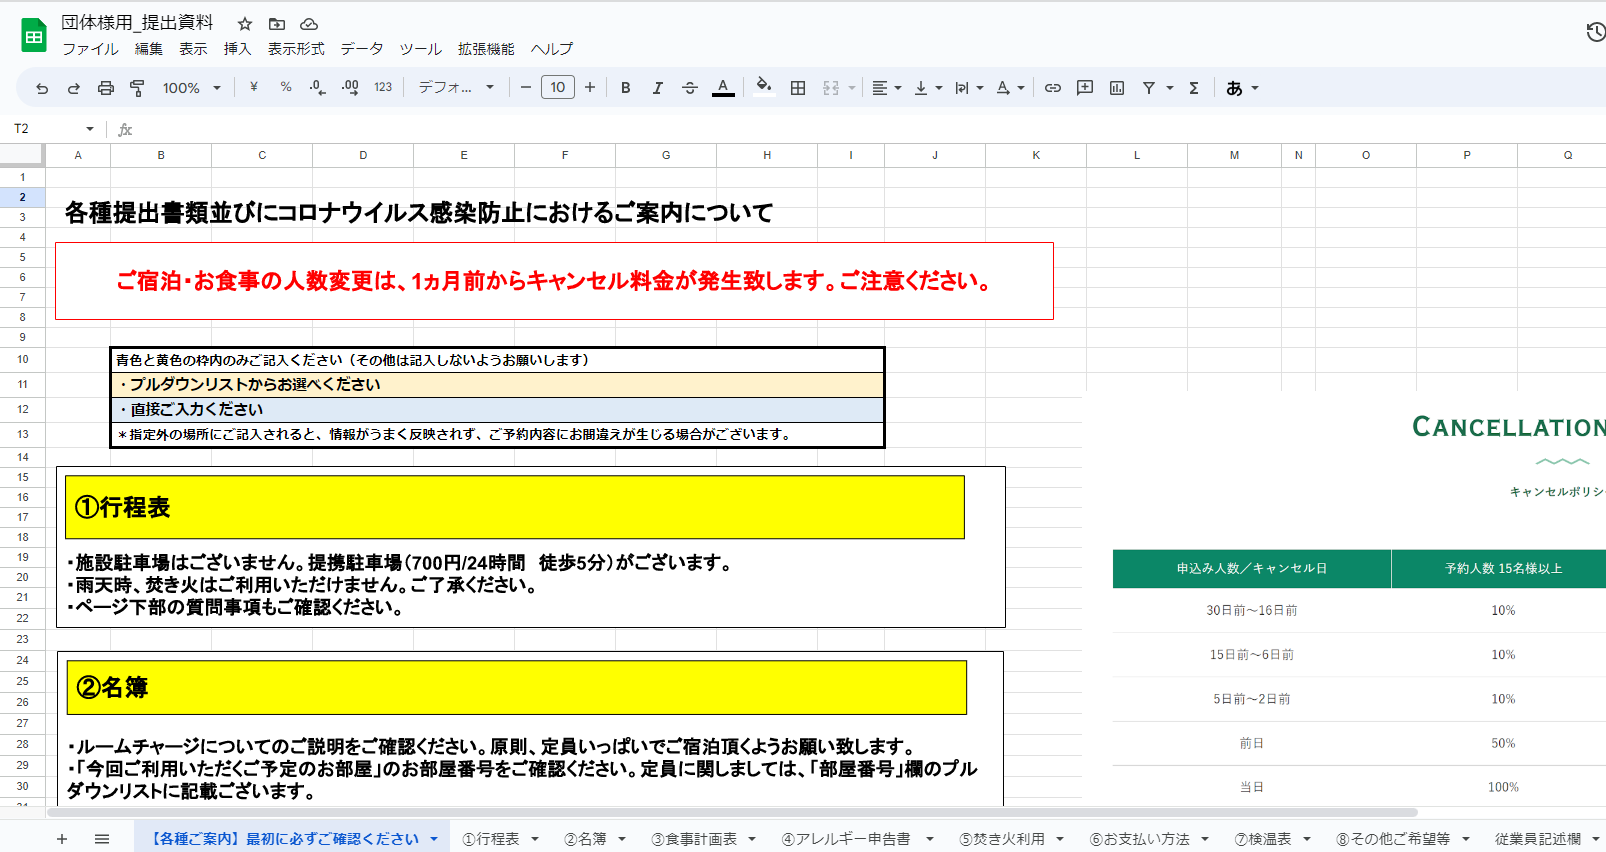 団体様用_提出資料
ファイル 編集 表示 挿入 表示形式 データ ツール 拡張機能 ヘルプ
100% ¥ % .0 .00 123 デフォ... 10 B I A あ
T2 fx
A B C D E F G H I J K L M N O P Q
1
2
3
4
5
6
7
8
9
10
11
12
13
14
15
16
17
18
19
20
21
22
23
24
25
26
27
28
29
30
各種提出書類並びにコロナウイルス感染防止におけるご案内について
ご宿泊・お食事の人数変更は、1ヵ月前からキャンセル料金が発生致します。ご注意ください。
青色と黄色の枠内のみご記入ください（その他は記入しないようお願いします）
・プルダウンリストからお選べください
・直接ご入力ください
＊指定外の場所にご記入されると、情報がうまく反映されず、ご予約内容にお間違えが生じる場合がございます。
①行程表
・施設駐車場はございません。提携駐車場（700円/24時間　徒歩5分）がございます。
・雨天時、焚き火はご利用いただけません。ご了承ください。
・ページ下部の質問事項もご確認ください。
②名簿
・ルームチャージについてのご説明をご確認ください。原則、定員いっぱいでご宿泊頂くようお願い致します。
・「今回ご利用いただくご予定のお部屋」のお部屋番号をご確認ください。定員に関しましては、「部屋番号」欄のプル
ダウンリストに記載ございます。
CANCELLATION
キャンセルポリシ
申込み人数／キャンセル日 予約人数 15名様以上
30日前～16日前 10%
15日前～6日前 10%
5日前～2日前 10%
前日 50%
当日 100%
【各種ご案内】最初に必ずご確認ください ①行程表 ②名簿 ③食事計画表 ④アレルギー申告書 ⑤焚き火利用 ⑥お支払い方法 ⑦検温表 ⑧その他ご希望等 従業員記述欄